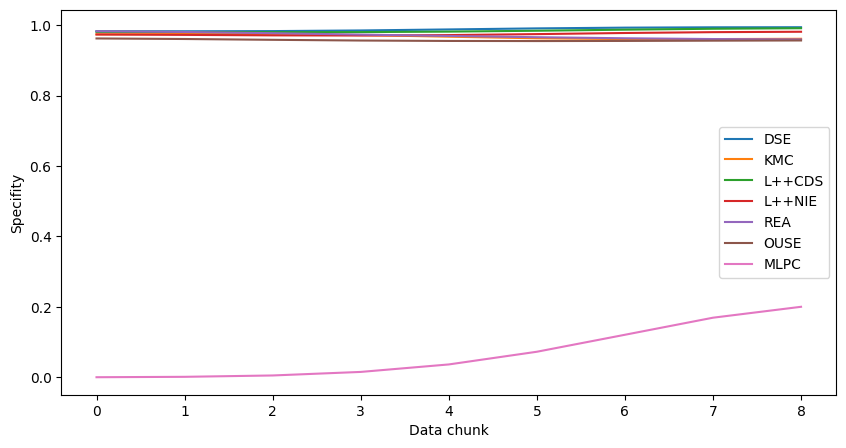 1.0
0.8
0.6
0.4
0.2
0.0
Specifity
DSE
KMC
L++CDS
L++NIE
REA
OUSE
MLPC
0 1 2 3 4 5 6 7 8
Data chunk